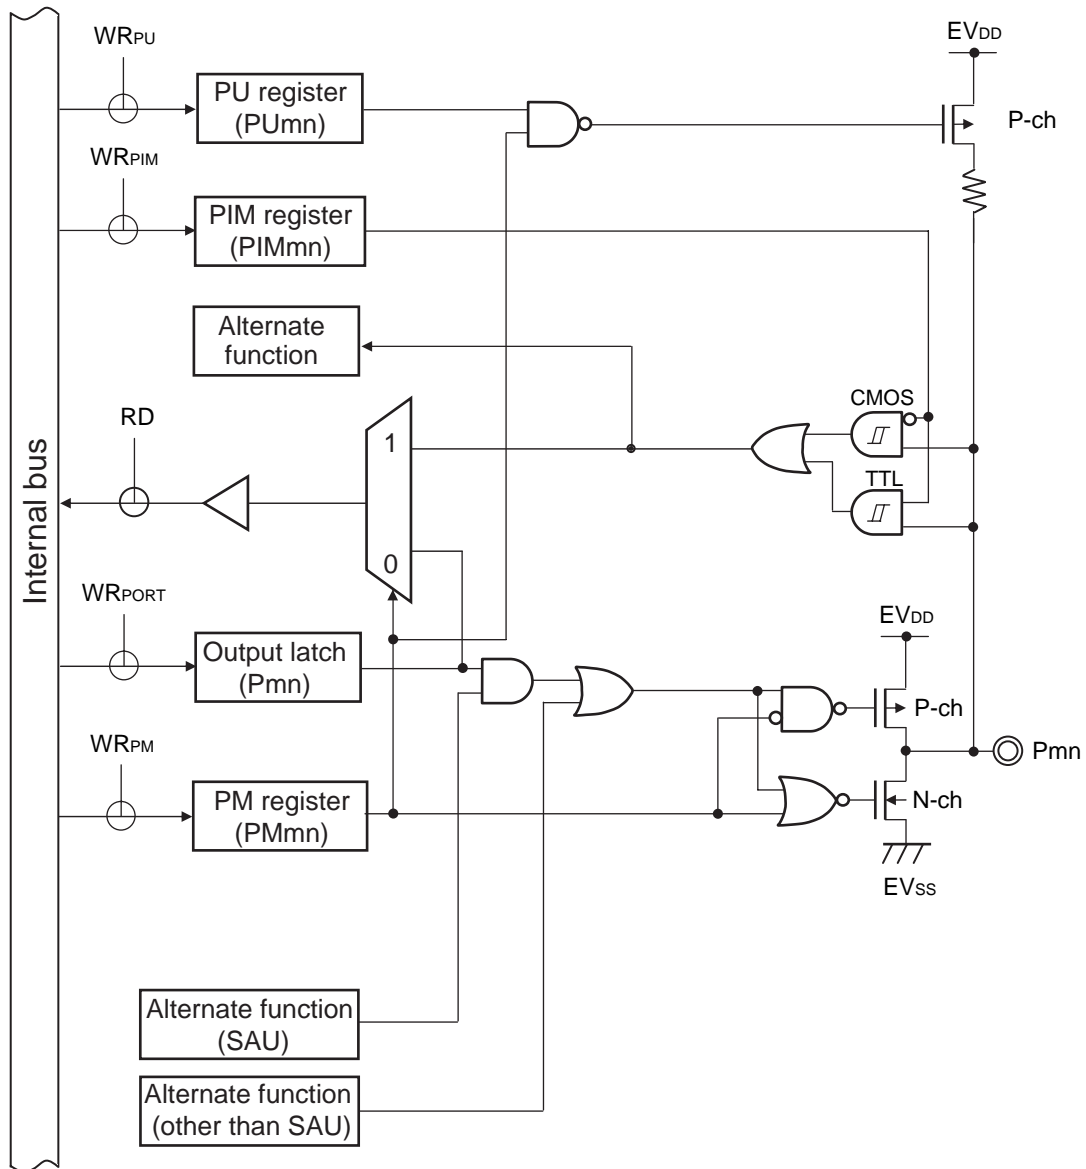 WRPU
EVDD
PU register
(PUmn)
P-ch
WRPIM
PIM register
(PIMmn)
Alternate
function
CMOS
RD
1
TTL
Internal bus
0
WRPORT
EVDD
Output latch
(Pmn)
P-ch
WRPM
Pmn
PM register
(PMmn)
N-ch
EVSS
Alternate function
(SAU)
Alternate function
(other than SAU)